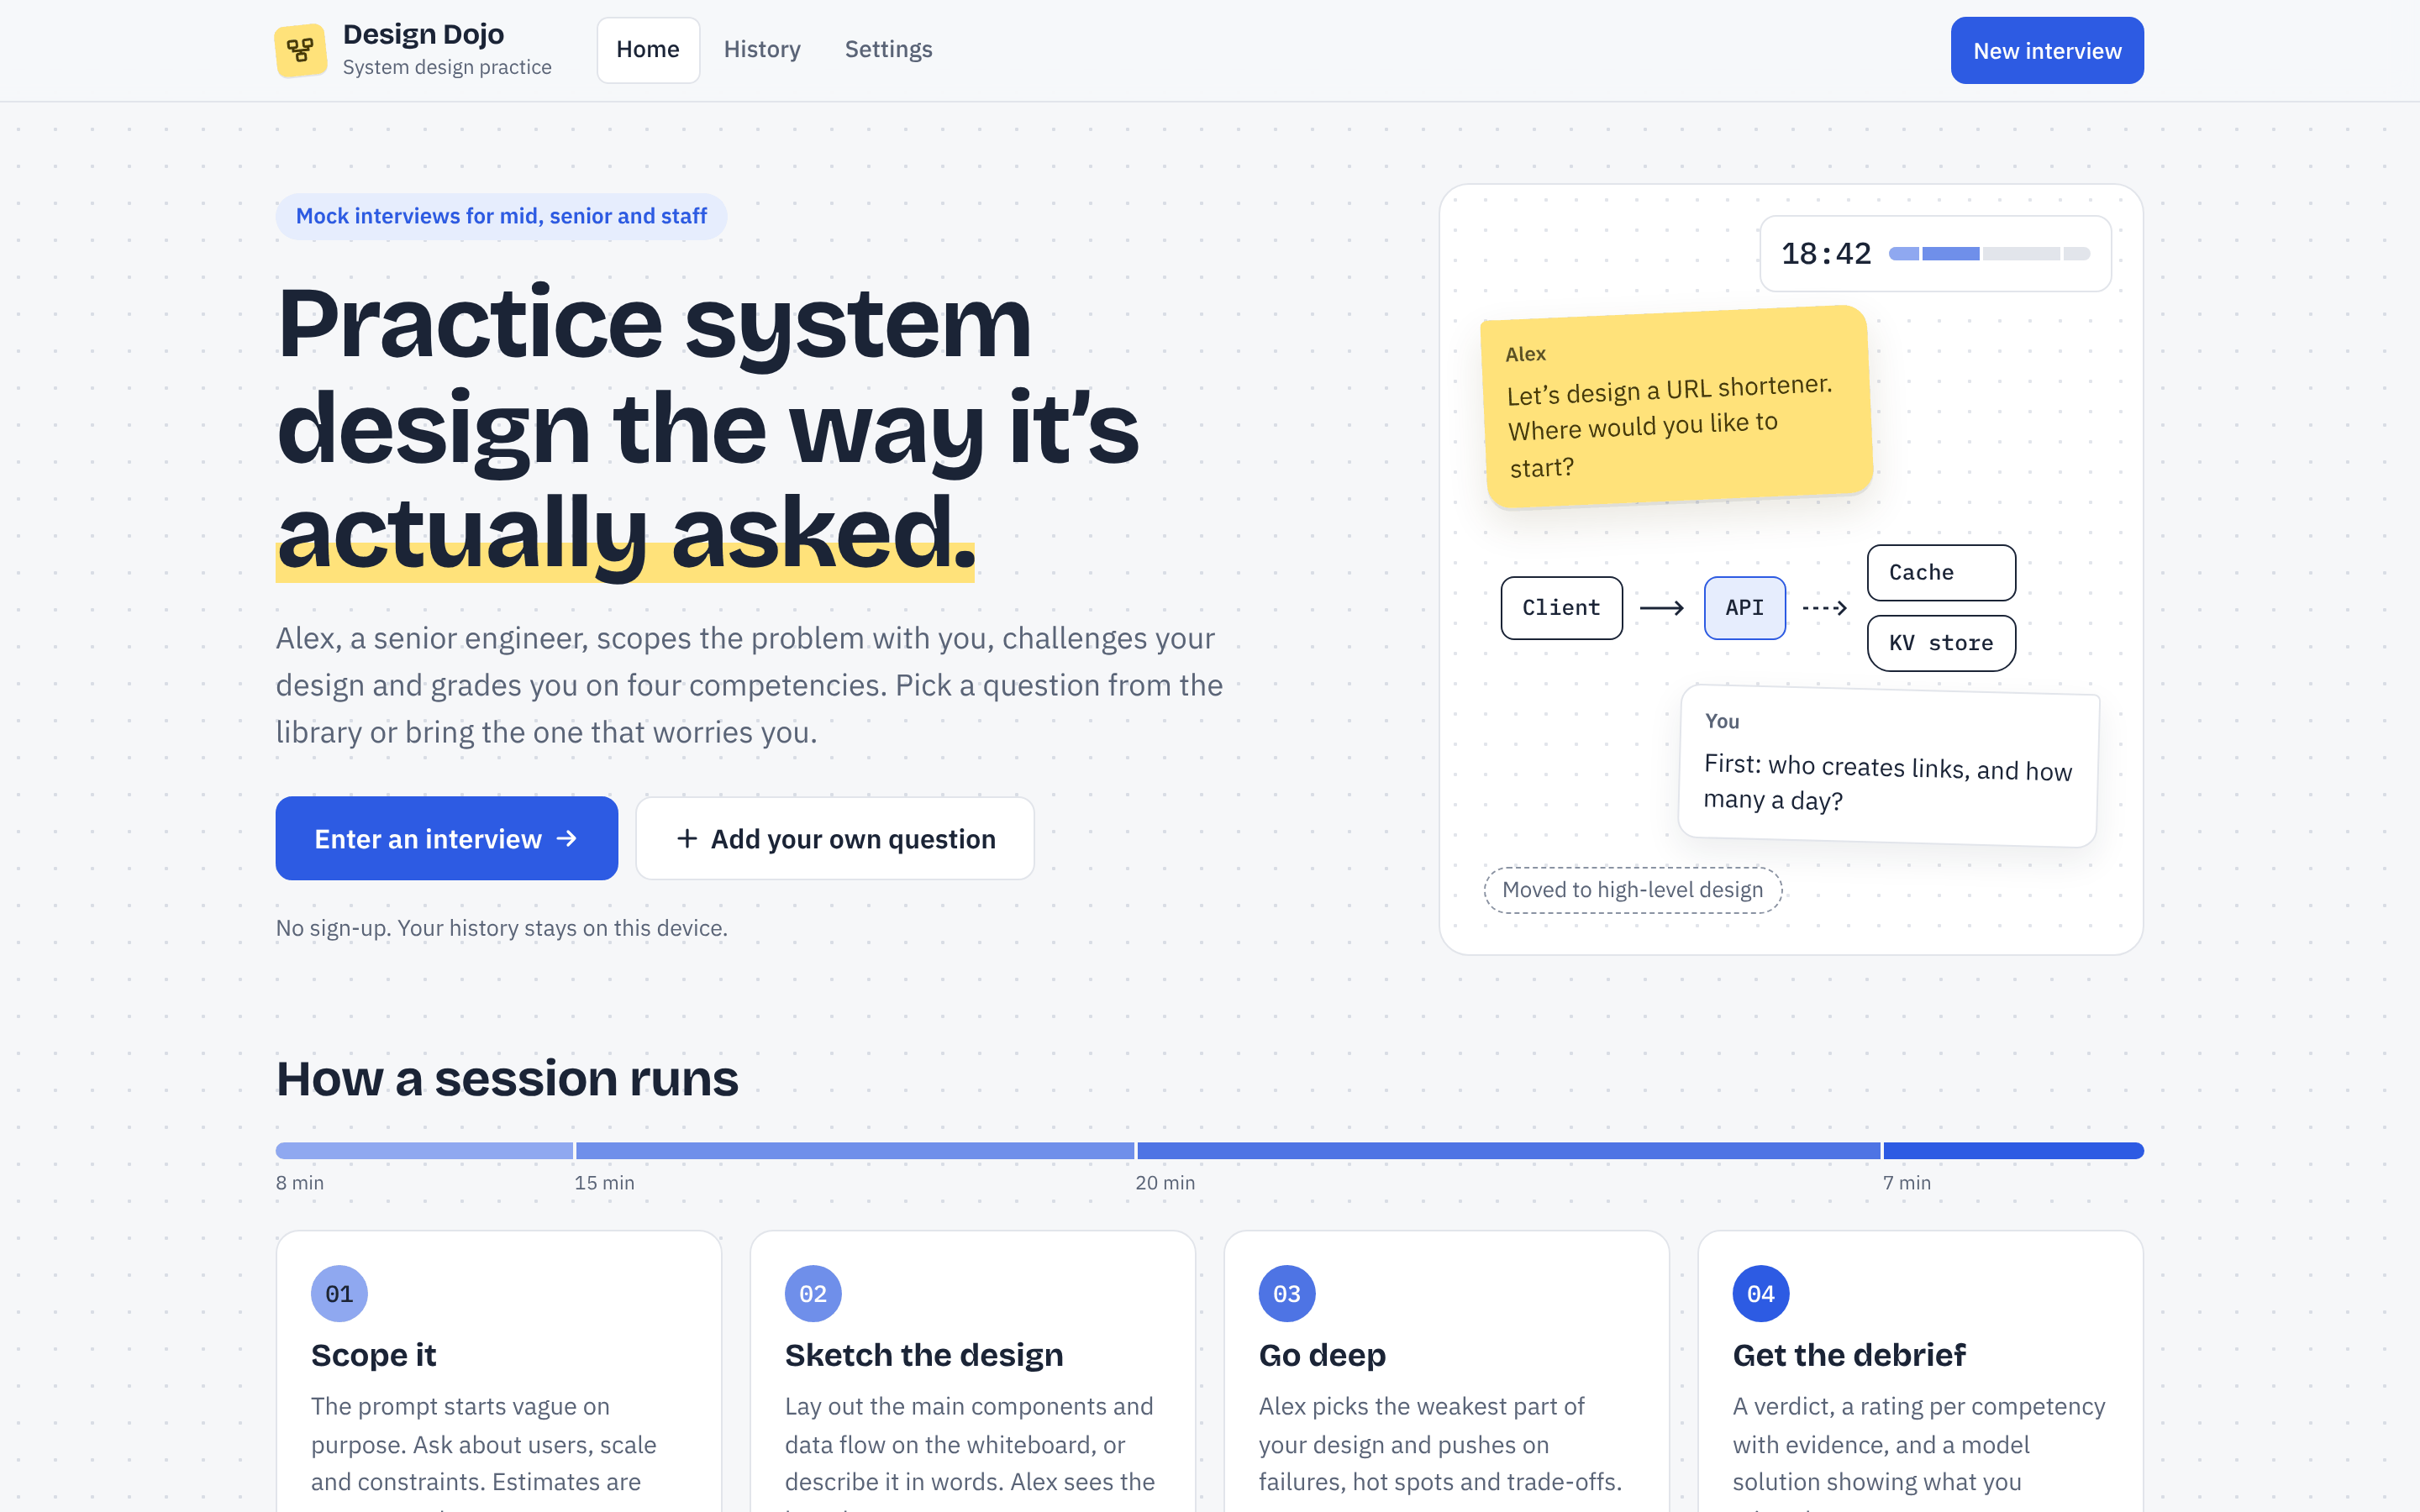 Design Dojo
System design practice
Home
History
Settings
New interview
Mock interviews for mid, senior and staff
Practice system
design the way it’s
actually asked.
Alex, a senior engineer, scopes the problem with you, challenges your
design and grades you on four competencies. Pick a question from the
library or bring the one that worries you.
Enter an interview →
+ Add your own question
No sign-up. Your history stays on this device.
18:42
Alex
Let’s design a URL shortener.
Where would you like to
start?
Client
API
Cache
KV store
You
First: who creates links, and how
many a day?
Moved to high-level design
How a session runs
8 min
15 min
20 min
7 min
01
Scope it
The prompt starts vague on
purpose. Ask about users, scale
and constraints. Estimates are
02
Sketch the design
Lay out the main components and
data flow on the whiteboard, or
describe it in words. Alex sees the
03
Go deep
Alex picks the weakest part of
your design and pushes on
failures, hot spots and trade-offs.
04
Get the debrief
A verdict, a rating per competency
with evidence, and a model
solution showing what you